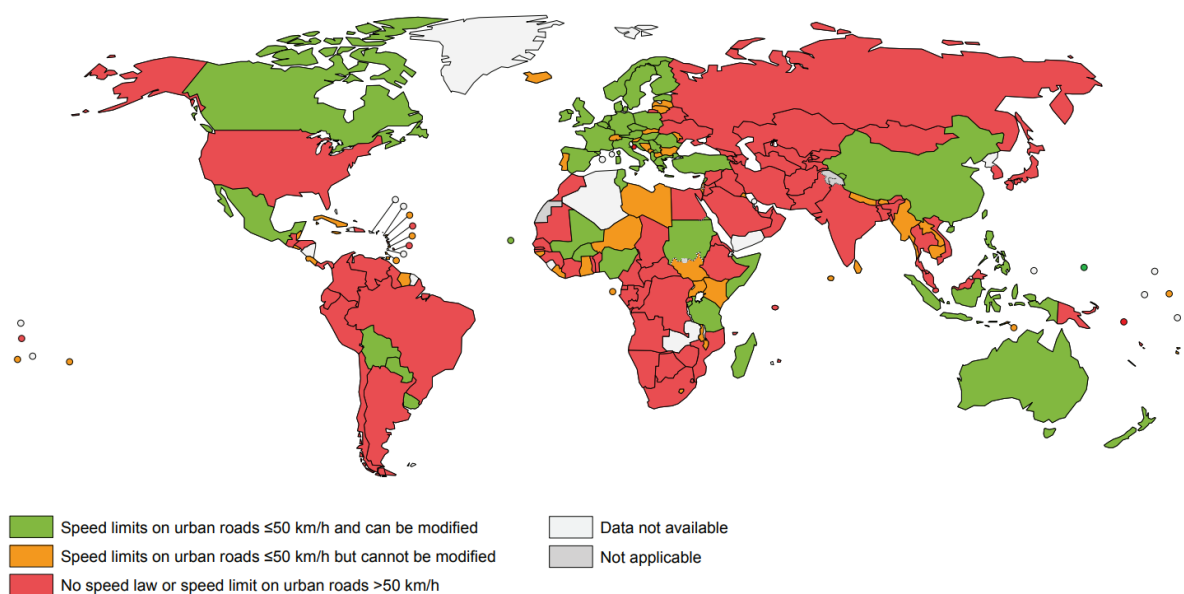 Speed limits on urban roads ≤50 km/h and can be modified
Speed limits on urban roads ≤50 km/h but cannot be modified
No speed law or speed limit on urban roads >50 km/h
Data not available
Not applicable